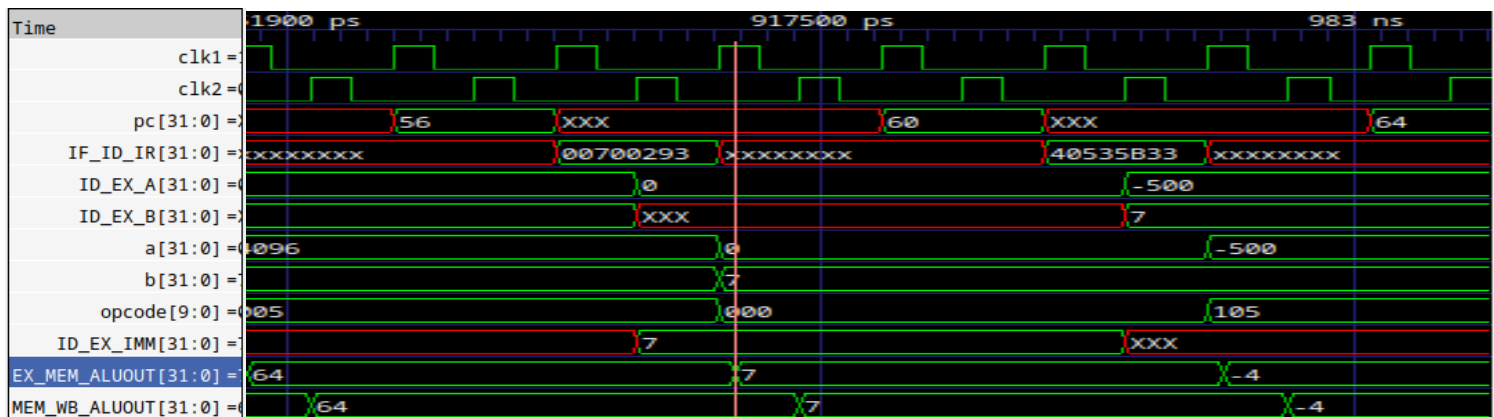 Time 1900 ps 917500 ps 983 ns
clk1 =
clk2 =
pc[31:0] = 56 XXX 60 XXX 64
IF_ID_IR[31:0] =xxxxxxxx 00700293 xxxxxxxx 40535B33 xxxxxxxx
ID_EX_A[31:0] = 0 -500
ID_EX_B[31:0] = XXX 7
a[31:0] = 4096 0 -500
b[31:0] = 7
opcode[9:0] = 005 000 105
ID_EX_IMM[31:0] = 7 XXX
EX_MEM_ALUOUT[31:0] = 64 7 -4
MEM_WB_ALUOUT[31:0] = 64 7 -4